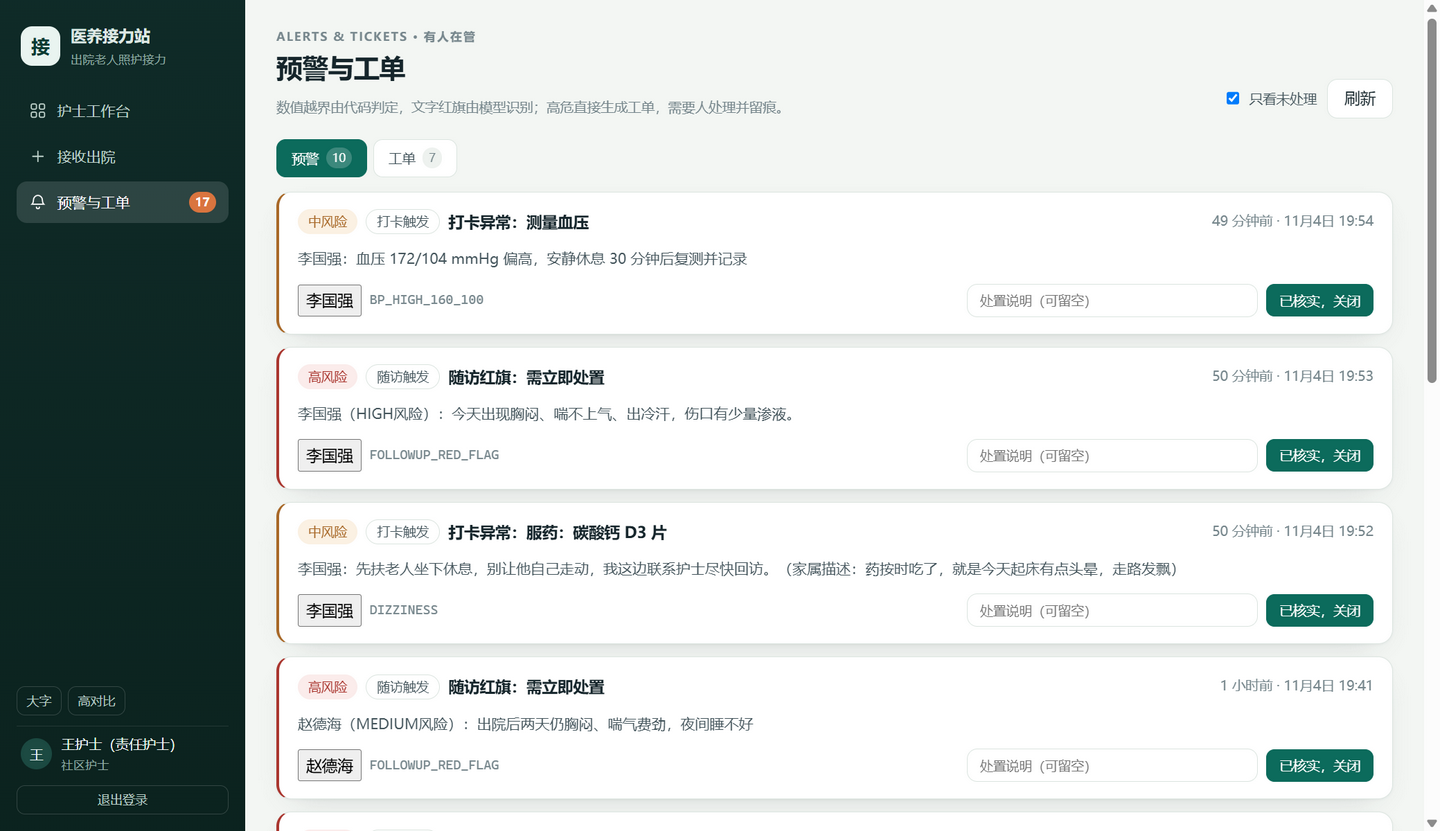 接
医养接力站
出院老人照护接力
护士工作台
接收出院
预警与工单 17
大字 高对比
王
王护士（责任护士）
社区护士
退出登录
ALERTS & TICKETS • 有人在管
预警与工单
数值越界由代码判定，文字红旗由模型识别；高危直接生成工单，需要人处理并留痕。
只看未处理 刷新
预警 10 工单 7
中风险 打卡触发 打卡异常：测量血压 49 分钟前 · 11月4日 19:54
李国强：血压 172/104 mmHg 偏高，安静休息 30 分钟后复测并记录
李国强 BP_HIGH_160_100 处置说明（可留空） 已核实，关闭
高风险 随访触发 随访红旗：需立即处置 50 分钟前 · 11月4日 19:53
李国强（HIGH风险）：今天出现胸闷、喘不上气、出冷汗，伤口有少量渗液。
李国强 FOLLOWUP_RED_FLAG 处置说明（可留空） 已核实，关闭
中风险 打卡触发 打卡异常：服药：碳酸钙 D3 片 50 分钟前 · 11月4日 19:52
李国强：先扶老人坐下休息，别让他自己走动，我这边联系护士尽快回访。（家属描述：药按时吃了，就是今天起床有点头晕，走路发飘）
李国强 DIZZINESS 处置说明（可留空） 已核实，关闭
高风险 随访触发 随访红旗：需立即处置 1 小时前 · 11月4日 19:41
赵德海（MEDIUM风险）：出院后两天仍胸闷、喘气费劲，夜间睡不好
赵德海 FOLLOWUP_RED_FLAG 处置说明（可留空） 已核实，关闭